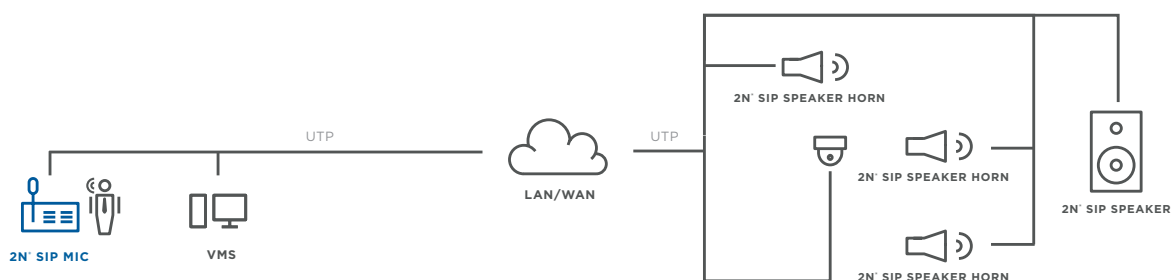 UTP
UTP
2N° SIP SPEAKER HORN
2N° SIP SPEAKER HORN
LAN/WAN
2N° SIP SPEAKER
2N° SIP MIC
VMS
2N° SIP SPEAKER HORN